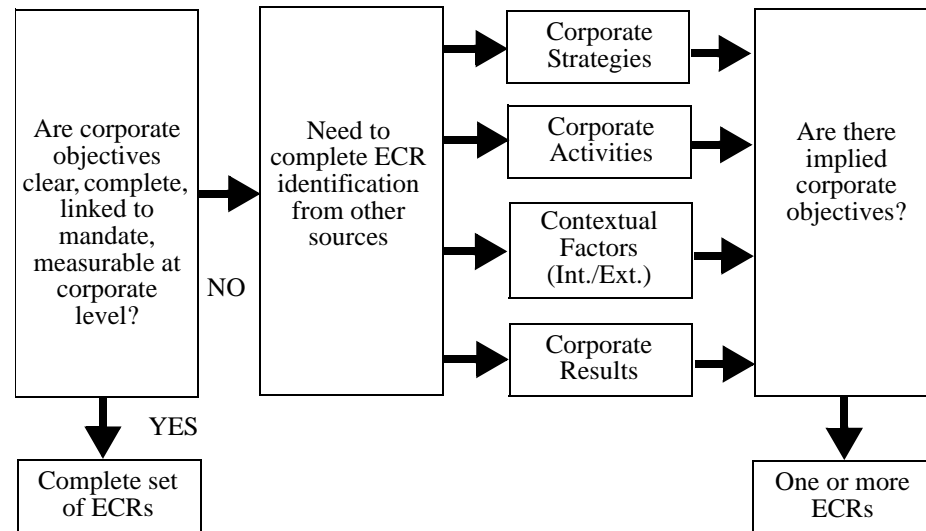 Are corporate
objectives
clear, complete,
linked to
mandate,
measurable at
corporate
level?
NO
YES
Complete set
of ECRs
Need to
complete ECR
identification
from other
sources
Corporate
Strategies
Corporate
Activities
Contextual
Factors
(Int./Ext.)
Corporate
Results
Are there
implied
corporate
objectives?
One or more
ECRs